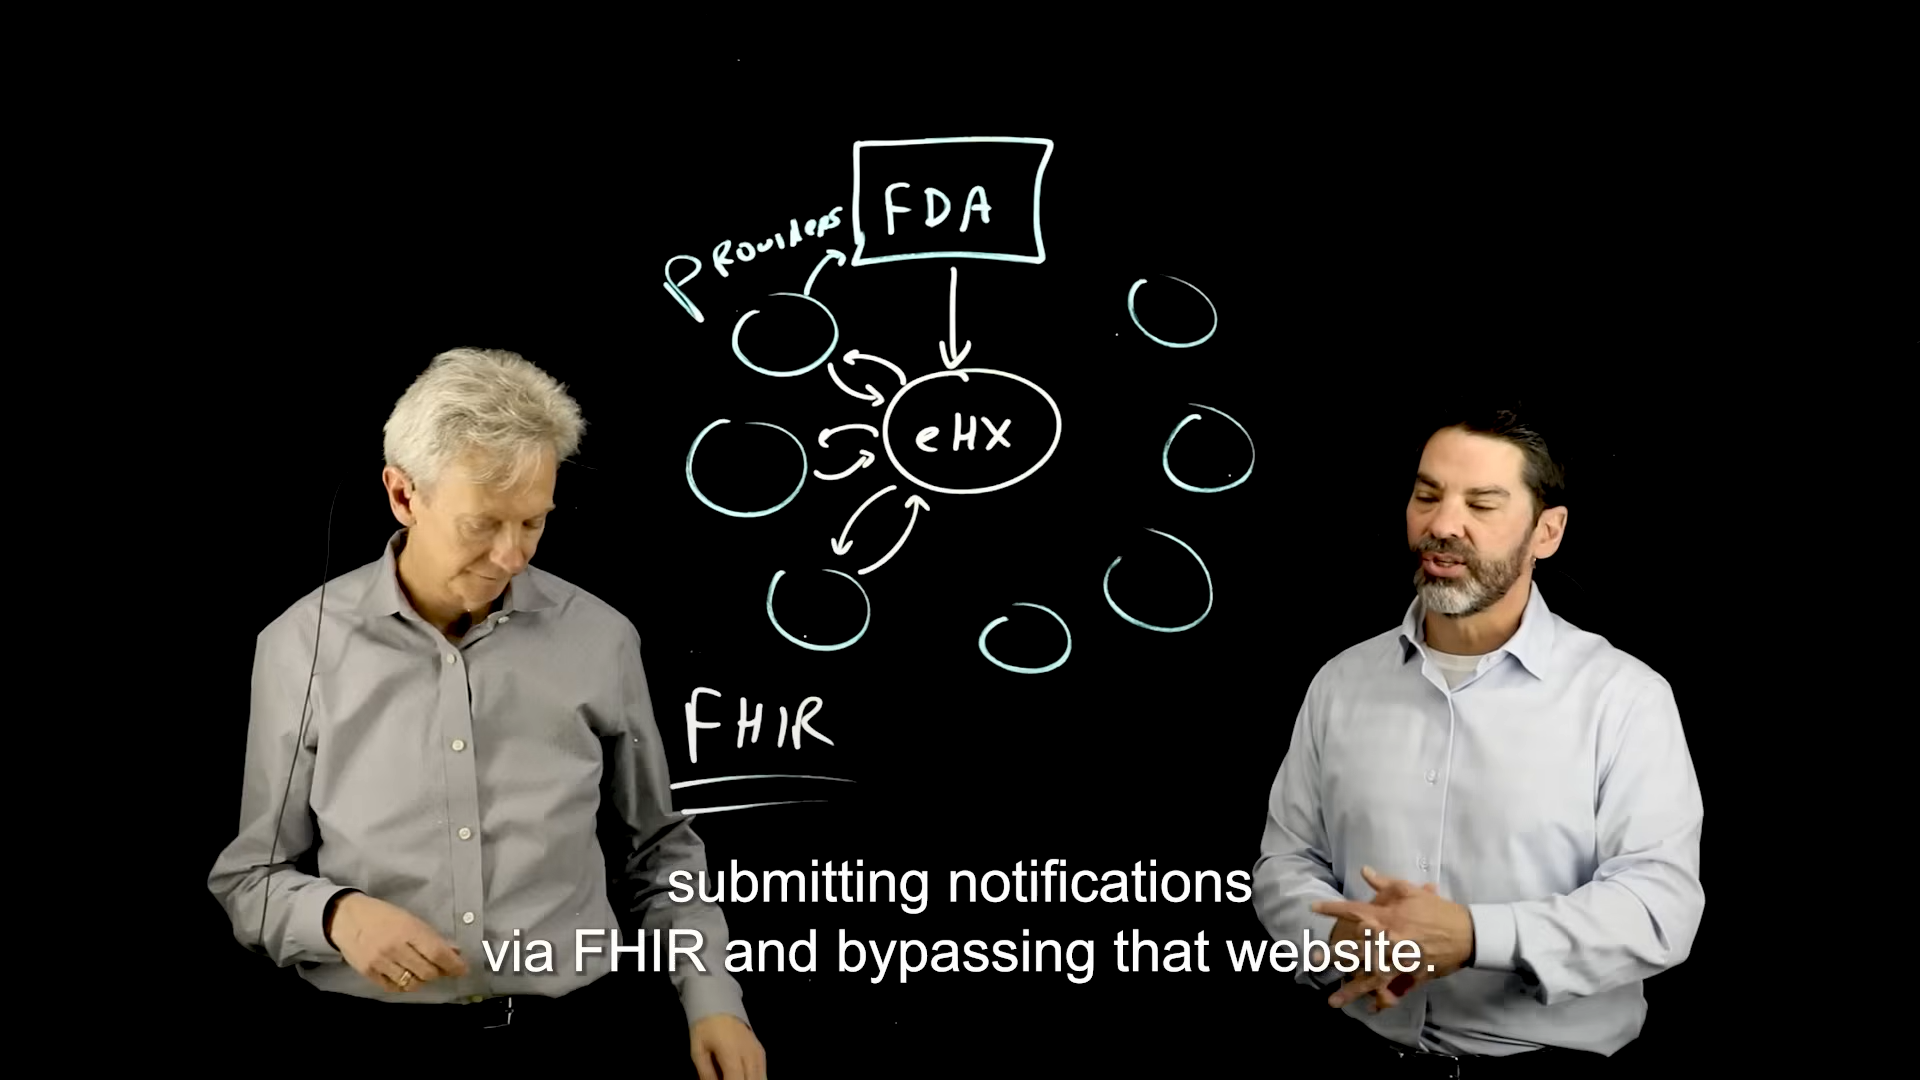 FDA
PROVIDERS
eHX
FHIR
submitting notifications
via FHIR and bypassing that website.